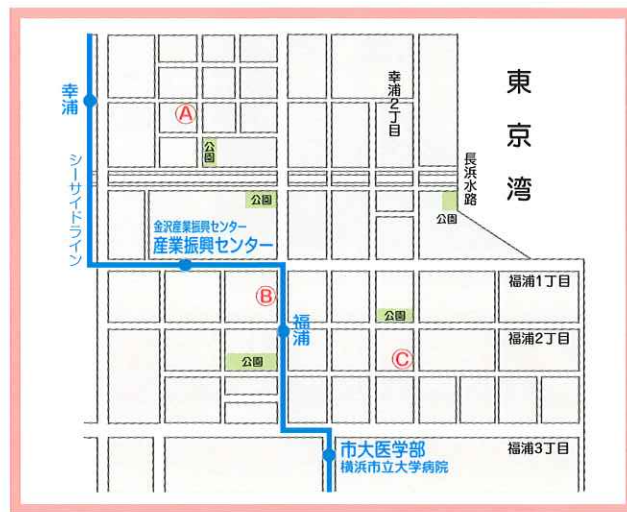 東京湾
幸浦
幸浦2丁目
Ⓐ
公園
長浜水路
シーサイドライン
公園
公園
金沢産業振興センター
産業振興センター
福浦1丁目
Ⓑ
公園
福浦
福浦2丁目
公園
Ⓒ
市大医学部
横浜市立大学病院
福浦3丁目